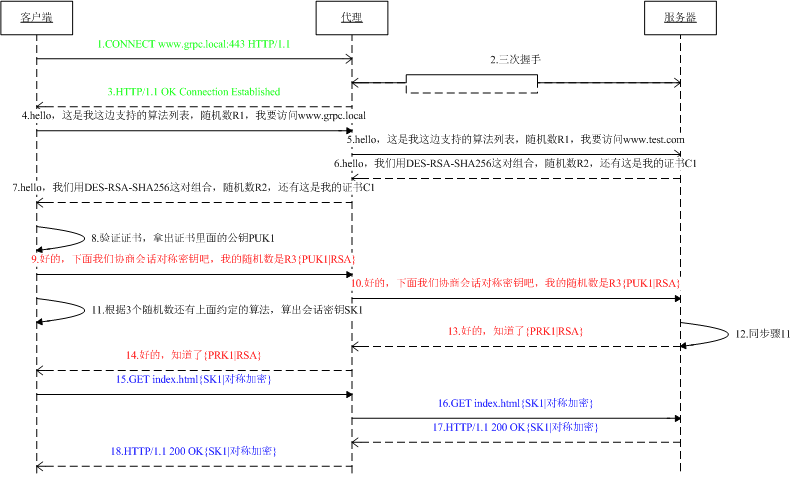 客户端
代理
服务器
1.CONNECT www.grpc.local:443 HTTP/1.1
2.三次握手
3.HTTP/1.1 OK Connection Established
4.hello，这是我这边支持的算法列表，随机数R1，我要访问www.grpc.local
5.hello，这是我这边支持的算法列表，随机数R1，我要访问www.test.com
6.hello，我们用DES-RSA-SHA256这对组合，随机数R2，还有这是我的证书C1
7.hello，我们用DES-RSA-SHA256这对组合，随机数R2，还有这是我的证书C1
8.验证证书，拿出证书里面的公钥PUK1
9.好的，下面我们协商会话对称密钥吧，我的随机数是R3{PUK1|RSA}
10.好的，下面我们协商会话对称密钥吧，我的随机数是R3{PUK1|RSA}
11.根据3个随机数还有上面约定的算法，算出会话密钥SK1
12.同步骤11
13.好的，知道了{PRK1|RSA}
14.好的，知道了{PRK1|RSA}
15.GET index.html{SK1|对称加密}
16.GET index.html{SK1|对称加密}
17.HTTP/1.1 200 OK{SK1|对称加密}
18.HTTP/1.1 200 OK{SK1|对称加密}